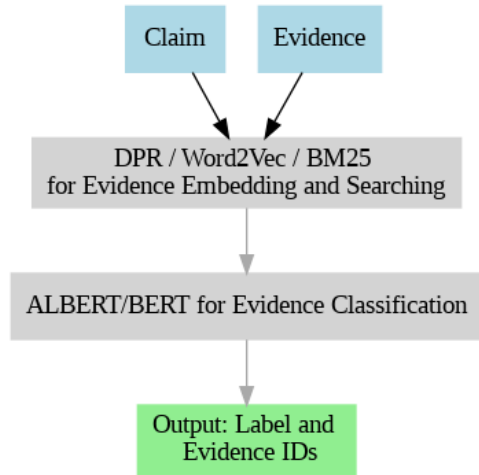 Claim
Evidence
DPR / Word2Vec / BM25
for Evidence Embedding and Searching
ALBERT/BERT for Evidence Classification
Output: Label and
Evidence IDs